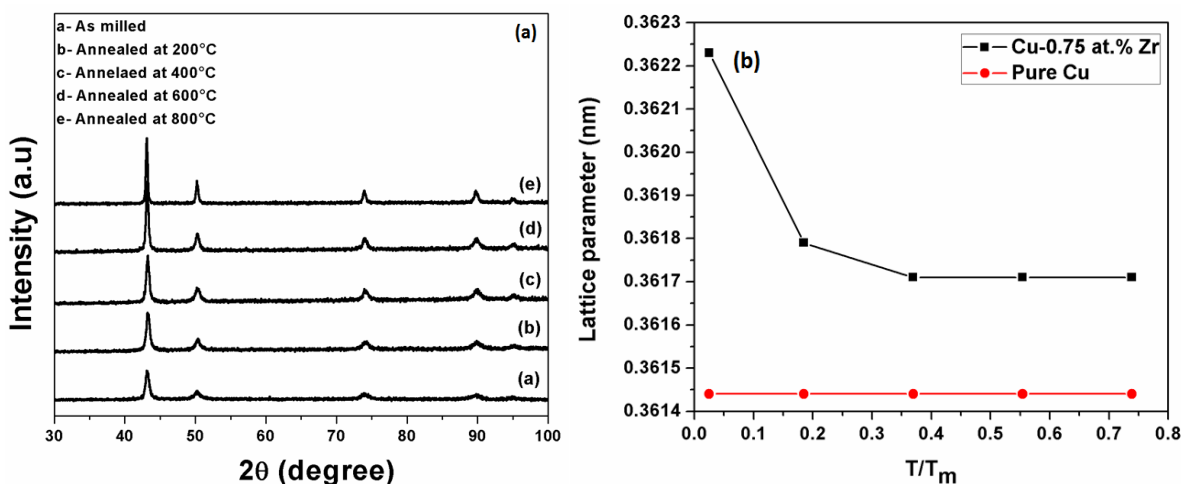 a- As milled
b- Annealed at 200°C
c- Annelaed at 400°C
d- Annealed at 600°C
e- Annealed at 800°C
(a)
(e)
(d)
(c)
(b)
(a)
Intensity (a.u)
30 40 50 60 70 80 90 100
2θ (degree)
(b)
Cu-0.75 at.% Zr
Pure Cu
0.3623
0.3622
0.3621
0.3620
0.3619
0.3618
0.3617
0.3616
0.3615
0.3614
Lattice parameter (nm)
0.0 0.1 0.2 0.3 0.4 0.5 0.6 0.7 0.8
T/Tm